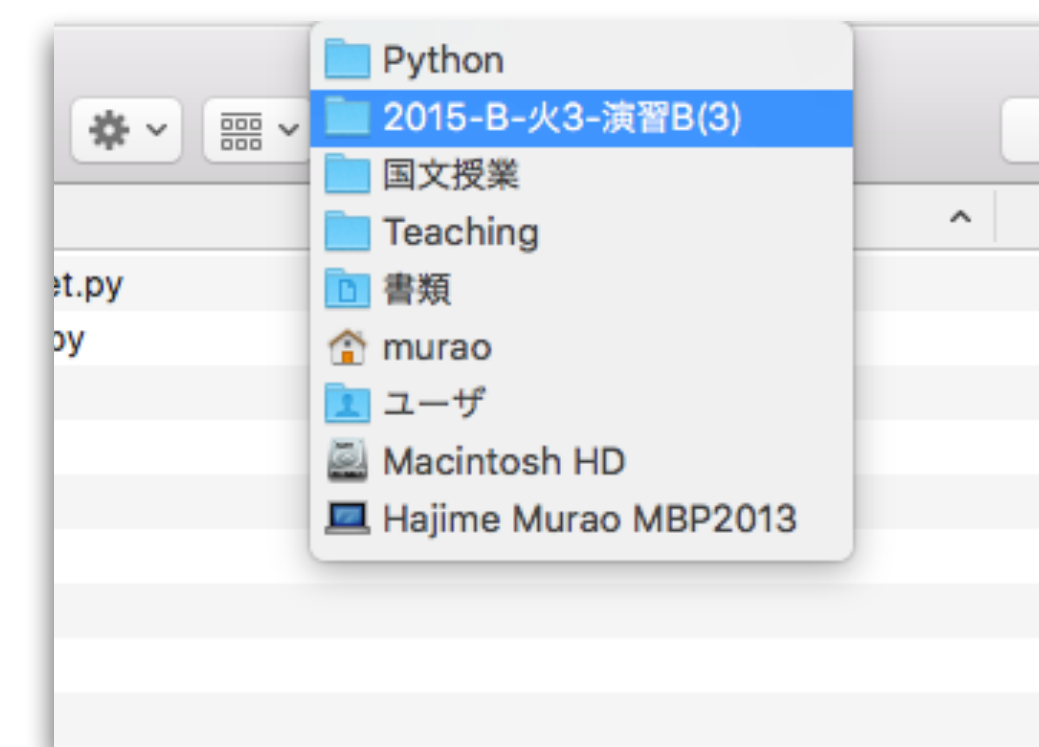 Python
2015-B-火3-演習B(3)
国文授業
Teaching
et.py
書類
py
murao
ユーザ
Macintosh HD
Hajime Murao MBP2013